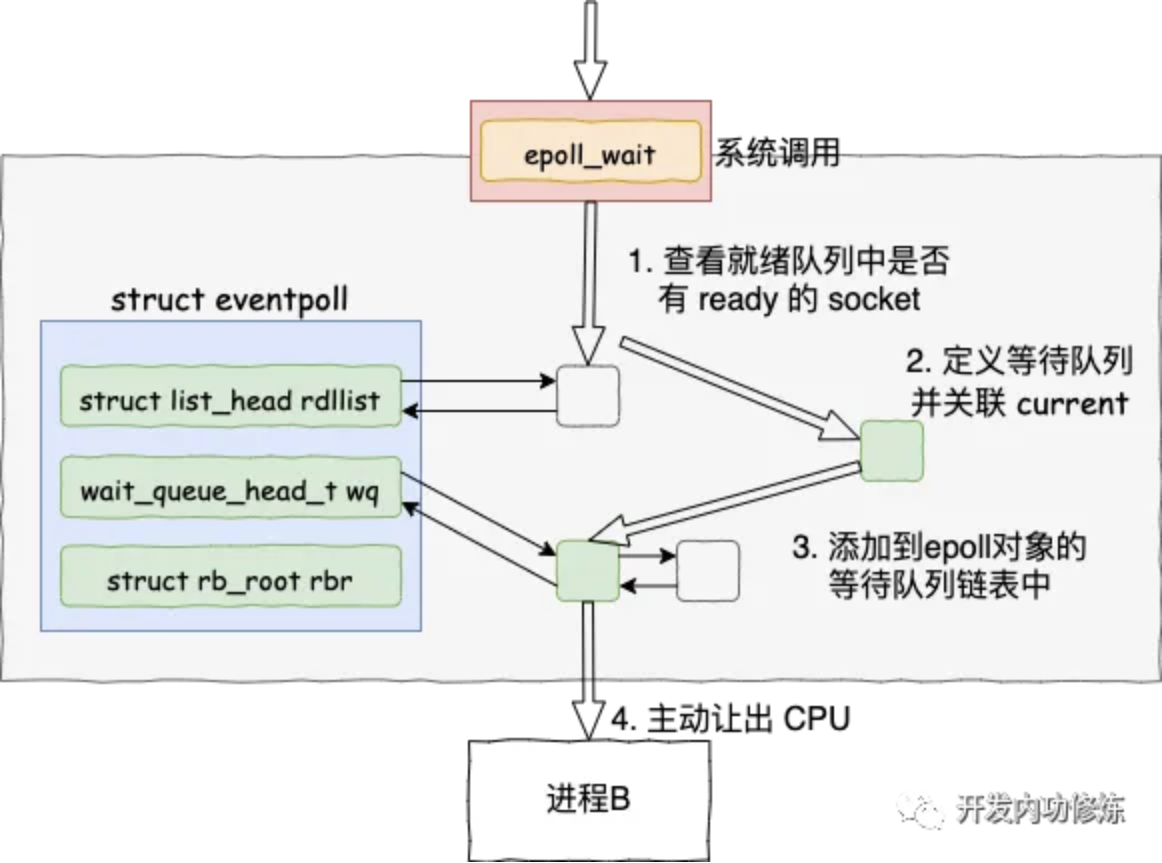 epoll_wait
系统调用
1. 查看就绪队列中是否
有 ready 的 socket
struct eventpoll
struct list_head rdllist
wait_queue_head_t wq
struct rb_root rbr
2. 定义等待队列
并关联 current
3. 添加到epoll对象的
等待队列链表中
4. 主动让出 CPU
进程B
开发内功修炼